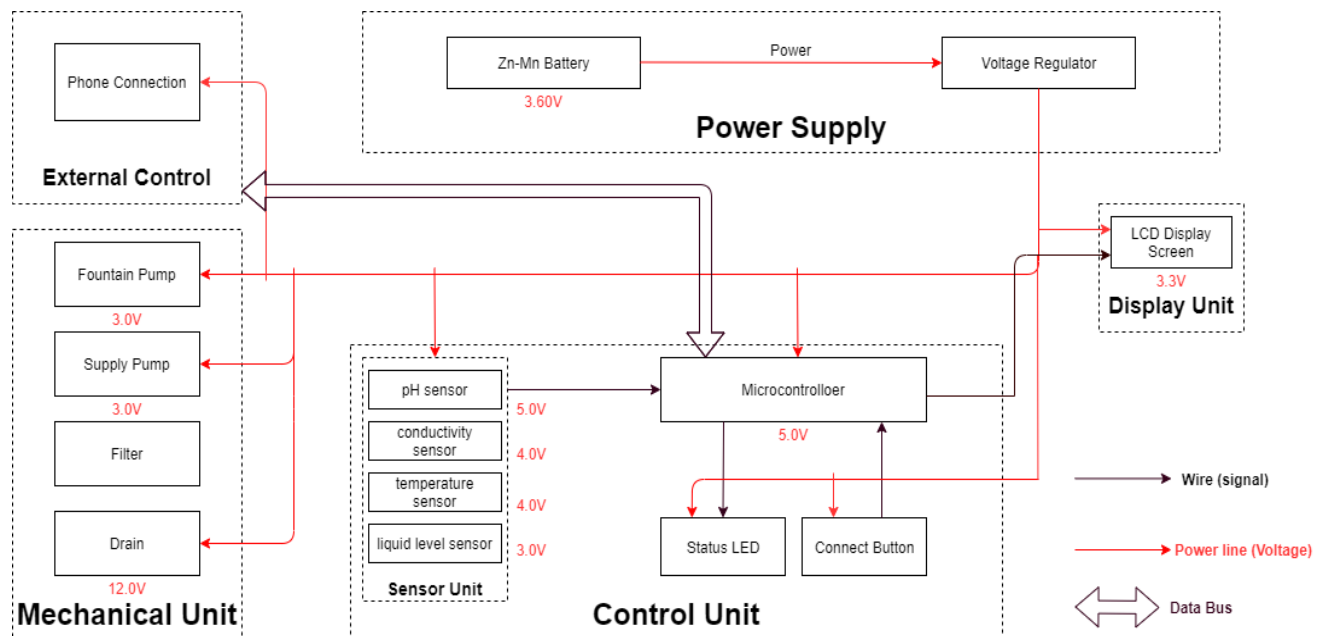 Phone Connection
External Control
Zn-Mn Battery
3.60V
Power
Voltage Regulator
Power Supply
LCD Display
Screen
3.3V
Display Unit
Fountain Pump
3.0V
Supply Pump
3.0V
Filter
Drain
12.0V
Mechanical Unit
pH sensor
5.0V
conductivity
sensor
4.0V
temperature
sensor
4.0V
liquid level sensor
3.0V
Sensor Unit
Microcontrolloer
5.0V
Status LED
Connect Button
Control Unit
Wire (signal)
Power line (Voltage)
Data Bus